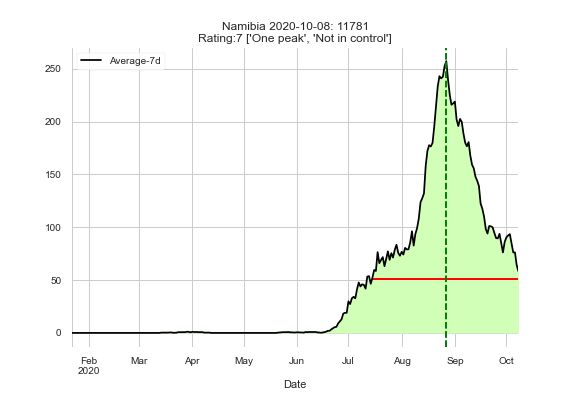 Namibia 2020-10-08: 11781
Rating:7 ['One peak', 'Not in control']
Average-7d
250
200
150
100
50
0
Feb Mar Apr May Jun Jul Aug Sep Oct
2020
Date